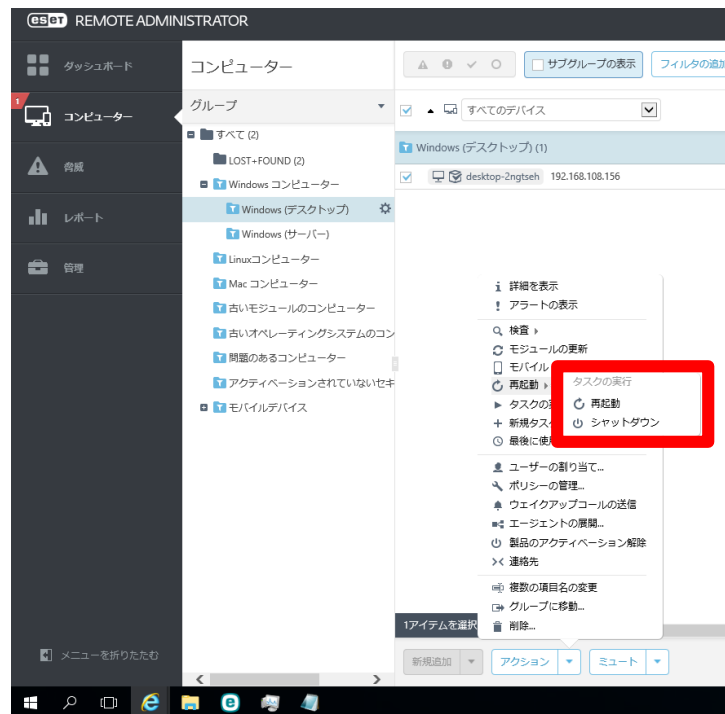 eset REMOTE ADMINISTRATOR
ダッシュボード
1
コンピューター
脅威
レポート
管理
メニューを折りたたむ
コンピューター
グループ
すべて (2)
LOST+FOUND (2)
Windows コンピューター
Windows (デスクトップ)
Windows (サーバー)
Linuxコンピューター
Mac コンピューター
古いモジュールのコンピューター
古いオペレーティングシステムのコン
問題のあるコンピューター
アクティベーションされていないセキ
モバイルデバイス
サブグループの表示
フィルタの追加
すべてのデバイス
Windows (デスクトップ) (1)
desktop-2ngtseh 192.168.108.156
詳細を表示
アラートの表示
検査
モジュールの更新
モバイル
再起動
タスクの
新規タス
最後に使
タスクの実行
再起動
シャットダウン
ユーザーの割り当て...
ポリシーの管理...
ウェイクアップコールの送信
エージェントの展開...
製品のアクティベーション解除
連絡先
複数の項目名の変更
グループに移動...
削除...
1アイテムを選択
新規追加
アクション
ミュート